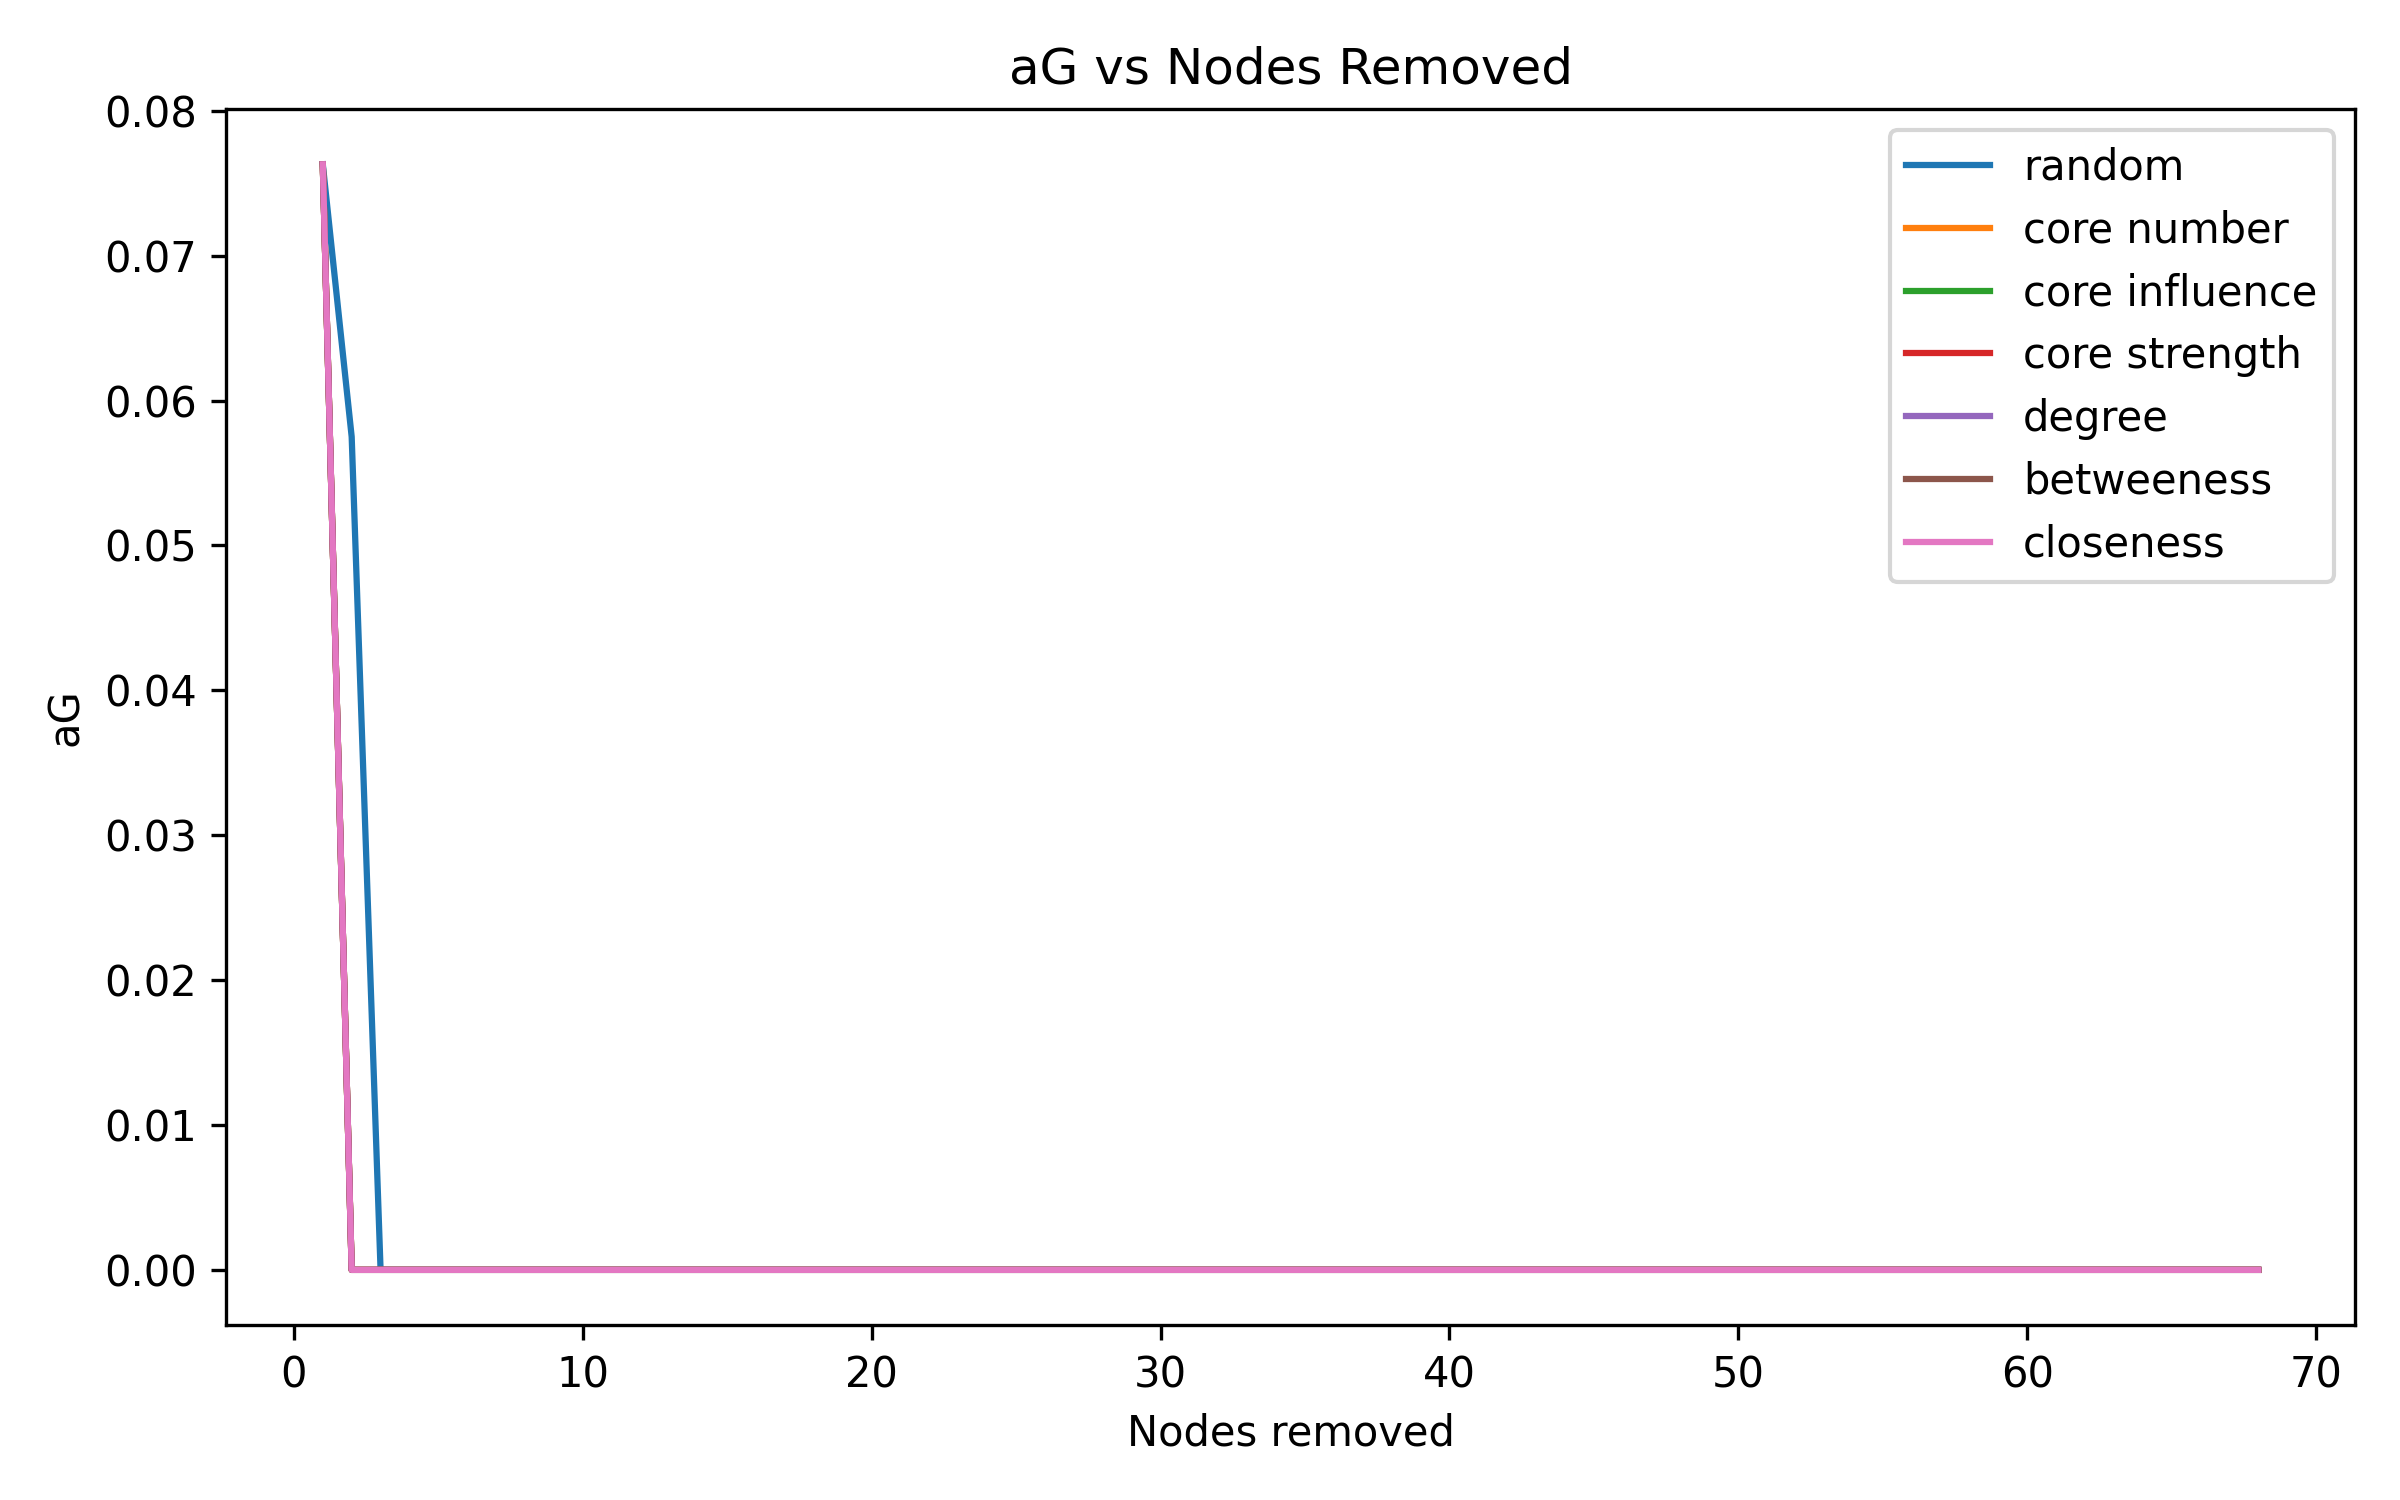 aG vs Nodes Removed
0.08
0.07
0.06
0.05
0.04
0.03
0.02
0.01
0.00
aG
random
core number
core influence
core strength
degree
betweeness
closeness
0 10 20 30 40 50 60 70
Nodes removed